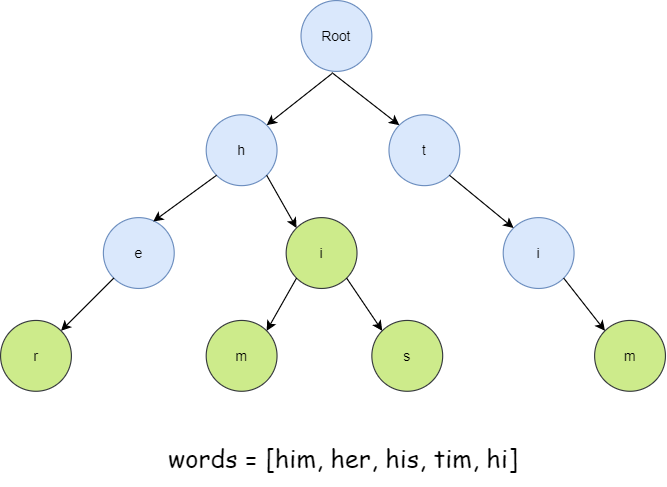 Root
h
t
e
i
i
r
m
s
m
words = [him, her, his, tim, hi]